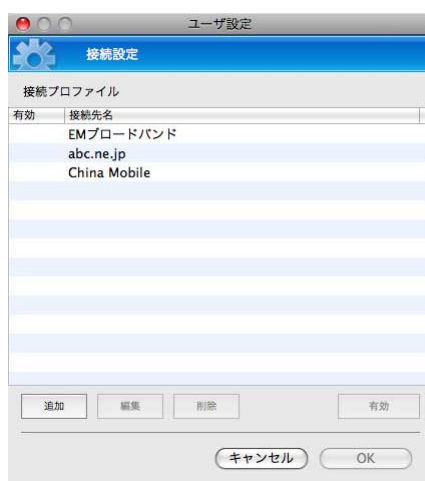 ユーザ設定
接続設定
接続プロファイル
有効 接続先名
EMブロードバンド
abc.ne.jp
China Mobile
追加 編集 削除 有効
キャンセル OK